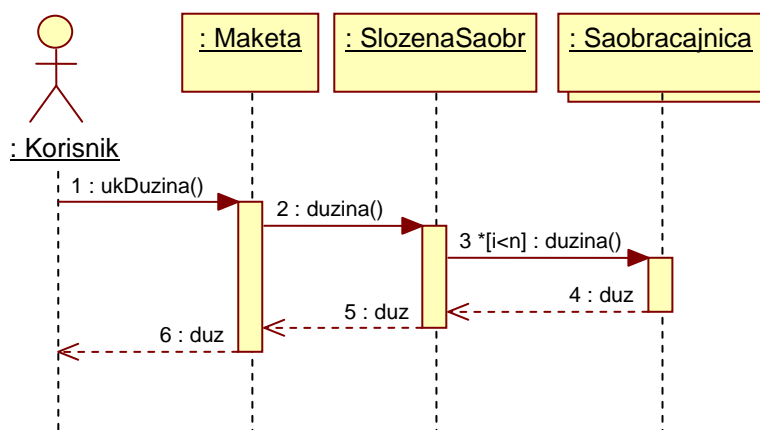 : Maketa
: SlozenaSaobr
: Saobracajnica
: Korisnik
1 : ukDuzina()
2 : duzina()
3 *[i<n] : duzina()
4 : duz
5 : duz
6 : duz